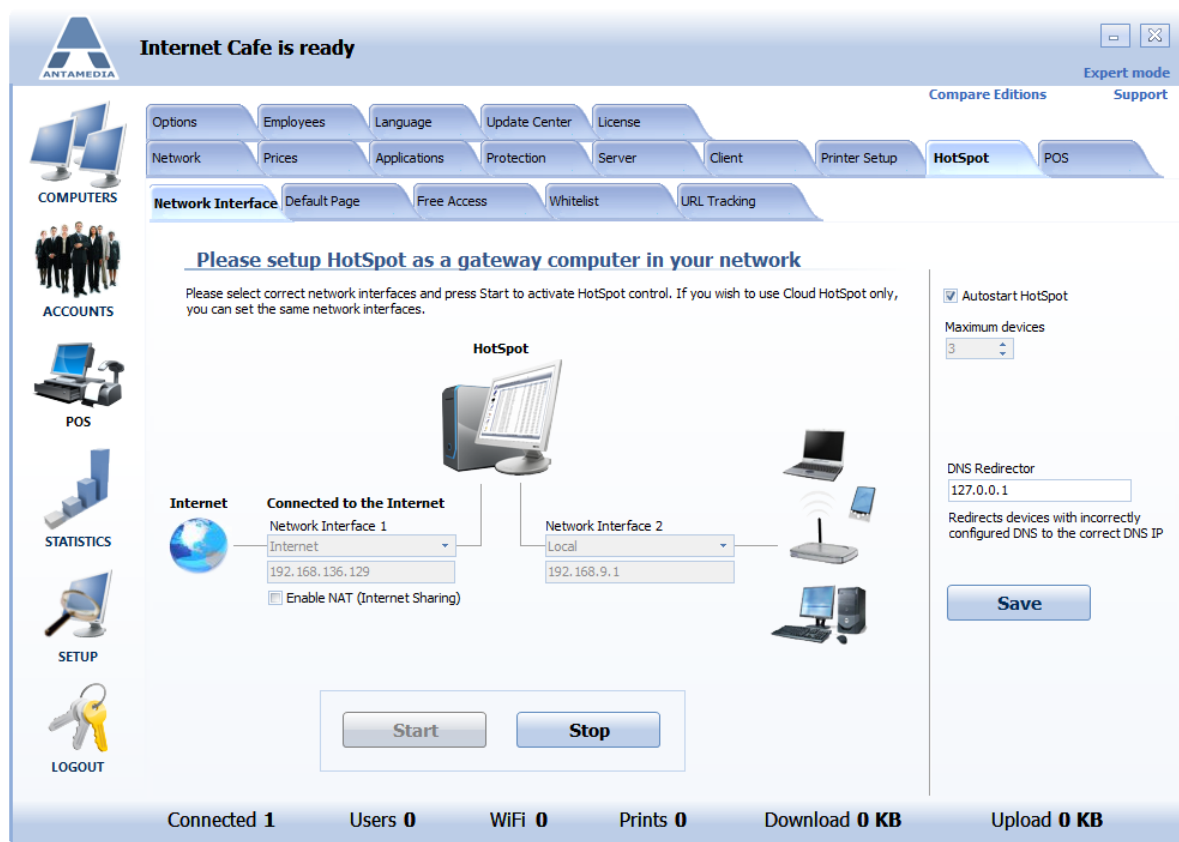 Internet Cafe is ready
ANTAMEDIA
Expert mode
Compare Editions
Support
Options
Employees
Language
Update Center
License
Network
Prices
Applications
Protection
Server
Client
Printer Setup
HotSpot
POS
Network Interface
Default Page
Free Access
Whitelist
URL Tracking
COMPUTERS
ACCOUNTS
POS
STATISTICS
SETUP
LOGOUT
Please setup HotSpot as a gateway computer in your network
Please select correct network interfaces and press Start to activate HotSpot control. If you wish to use Cloud HotSpot only,
you can set the same network interfaces.
HotSpot
Internet
Connected to the Internet
Network Interface 1
Internet
192.168.136.129
Enable NAT (Internet Sharing)
Network Interface 2
Local
192.168.9.1
Start
Stop
Autostart HotSpot
Maximum devices
3
DNS Redirector
127.0.0.1
Redirects devices with incorrectly
configured DNS to the correct DNS IP
Save
Connected 1
Users 0
WiFi 0
Prints 0
Download 0 KB
Upload 0 KB